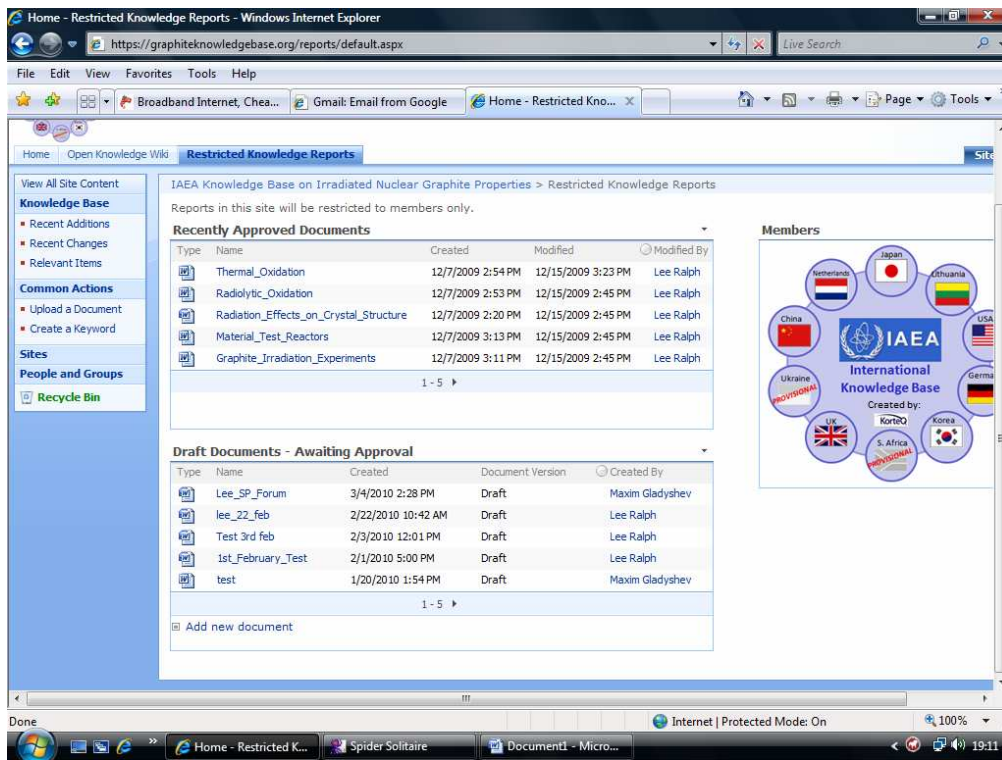 Home - Restricted Knowledge Reports - Windows Internet Explorer
https://graphiteknowledgebase.org/reports/default.aspx
Live Search
File Edit View Favorites Tools Help
Broadband Internet, Chea... Gmail: Email from Google Home - Restricted Kno... Page Tools
Home Open Knowledge Wiki Restricted Knowledge Reports Site
View All Site Content
Knowledge Base
Recent Additions
Recent Changes
Relevant Items
Common Actions
Upload a Document
Create a Keyword
Sites
People and Groups
Recycle Bin
IAEA Knowledge Base on Irradiated Nuclear Graphite Properties > Restricted Knowledge Reports
Reports in this site will be restricted to members only.
Recently Approved Documents
Type Name Created Modified Modified By
Thermal_Oxidation 12/7/2009 2:54 PM 12/15/2009 3:23 PM Lee Ralph
Radiolytic_Oxidation 12/7/2009 2:53 PM 12/15/2009 2:45 PM Lee Ralph
Radiation_Effects_on_Crystal_Structure 12/7/2009 2:20 PM 12/15/2009 2:45 PM Lee Ralph
Material_Test_Reactors 12/7/2009 3:13 PM 12/15/2009 2:45 PM Lee Ralph
Graphite_Irradiation_Experiments 12/7/2009 3:11 PM 12/15/2009 2:45 PM Lee Ralph
1 - 5
Draft Documents - Awaiting Approval
Type Name Created Document Version Created By
Lee_SP_Forum 3/4/2010 2:28 PM Draft Maxim Gladyshev
lee_22_feb 2/22/2010 10:42 AM Draft Lee Ralph
Test 3rd feb 2/3/2010 12:01 PM Draft Lee Ralph
1st_February_Test 2/1/2010 5:00 PM Draft Lee Ralph
test 1/20/2010 1:54 PM Draft Maxim Gladyshev
1 - 5
Add new document
Members
Japan
Netherlands
Lithuania
China
USA
IAEA
International
Knowledge Base
Created by:
KorteQ
Ukraine
PROVISIONAL
Germa
UK
Korea
S. Africa
PROVISIONAL
Done Internet | Protected Mode: On 100%
Home - Restricted K... Spider Solitaire Document1 - Micro... 19:11